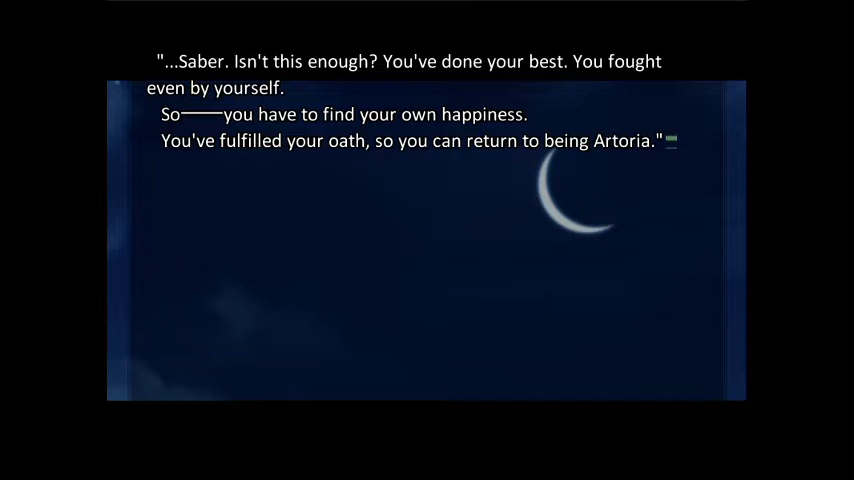 "...Saber. Isn't this enough? You've done your best. You fought
even by yourself.
So───you have to find your own happiness.
You've fulfilled your oath, so you can return to being Artoria."